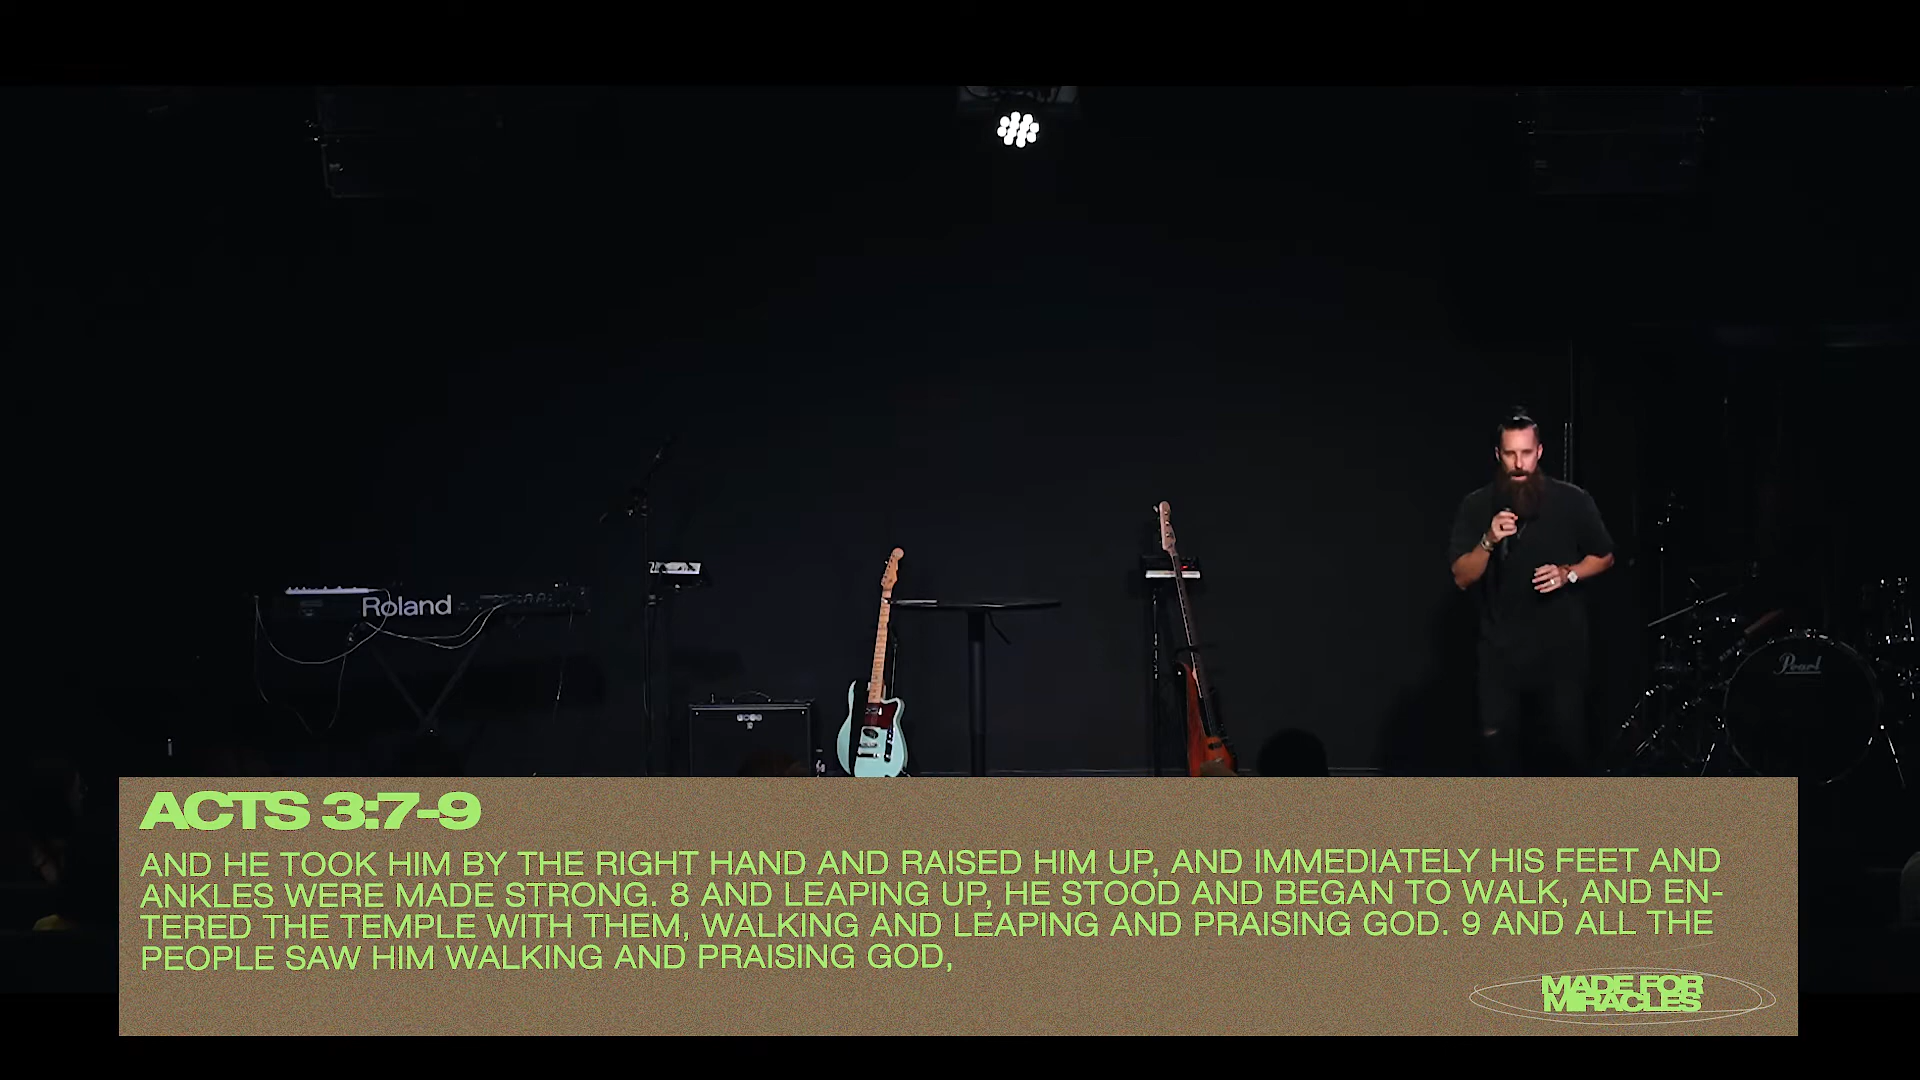 Roland
Pearl
ACTS 3:7-9
AND HE TOOK HIM BY THE RIGHT HAND AND RAISED HIM UP, AND IMMEDIATELY HIS FEET AND
ANKLES WERE MADE STRONG. 8 AND LEAPING UP, HE STOOD AND BEGAN TO WALK, AND EN-
TERED THE TEMPLE WITH THEM, WALKING AND LEAPING AND PRAISING GOD. 9 AND ALL THE
PEOPLE SAW HIM WALKING AND PRAISING GOD,
MADE FOR
MIRACLES